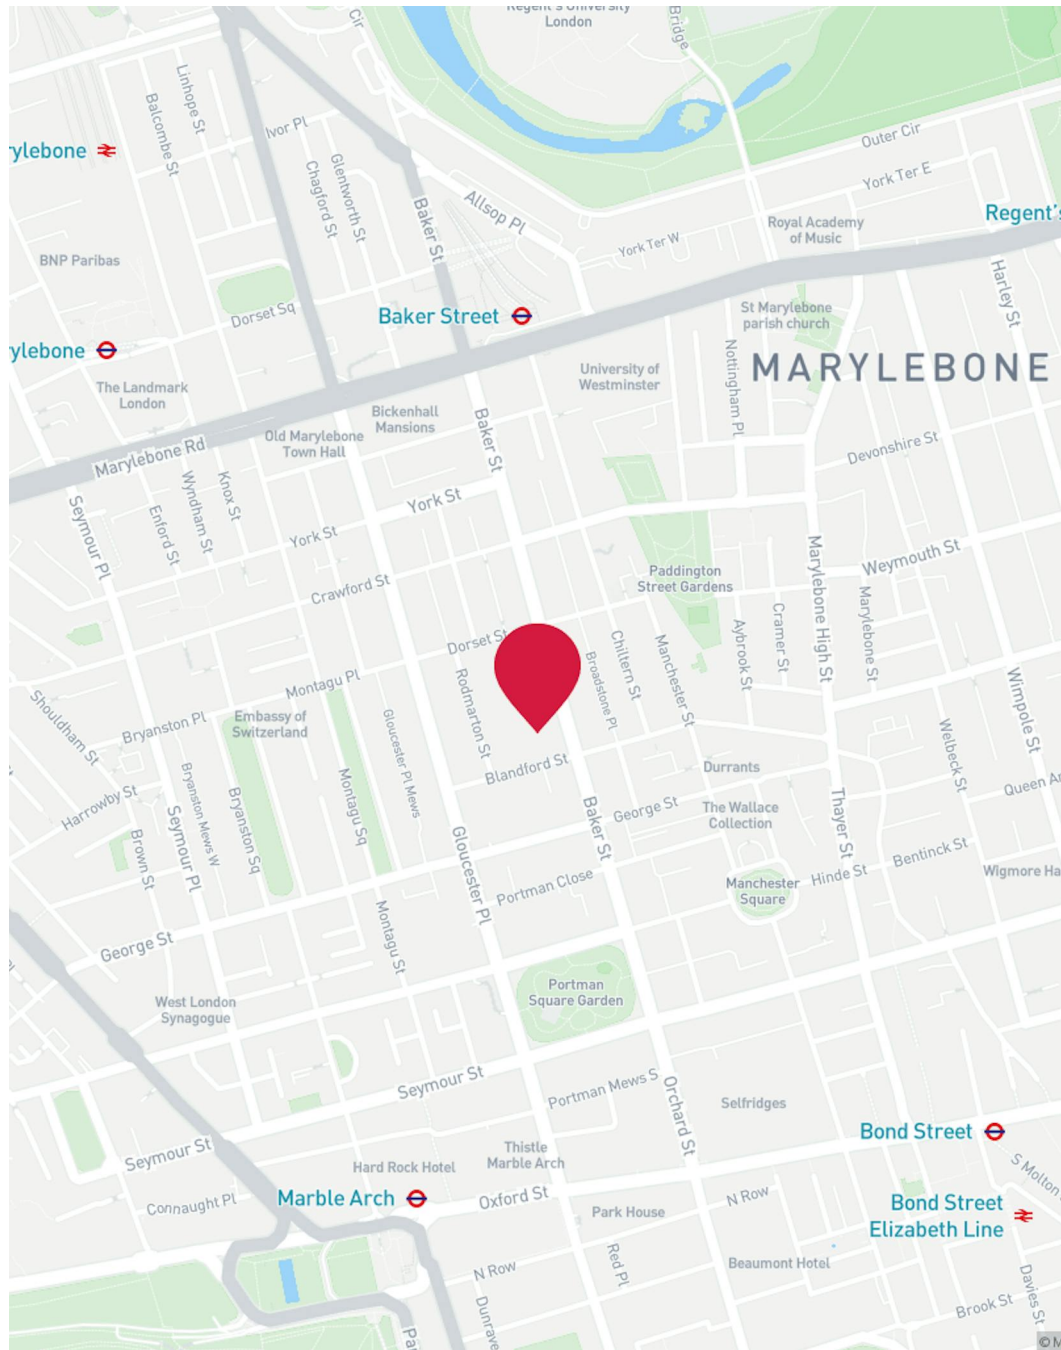 Regent's University
London
Cir
Bridge
Linhope St
Balcombe St
Ivor Pl
Outer Cir
rylebone
Glentworth St
Chagford St
York Ter E
Allsop Pl
Baker St
Regent's
Royal Academy
of Music
York Ter W
BNP Paribas
Harley St
Dorset Sq
Baker Street
St Marylebone
parish church
ylebone
Nottingham Pl
University of
Westminster
MARYLEBONE
The Landmark
London
Bickenhall
Mansions
Old Marylebone
Town Hall
Baker St
Devonshire St
Marylebone Rd
Knox St
Wyndham St
Enford St
Seymour Pl
York St
York St
Marylebone High St
Weymouth St
Crawford St
Paddington
Street Gardens
Marylebone St
Cramer St
Aybrook St
Dorset St
Chiltern St
Manchester St
Broadstone Pl
Rodmarton St
Montagu Pl
Wimpole St
Shouldham St
Bryanston Pl
Embassy of
Switzerland
Gloucester Pl Mews
Welbeck St
Blandford St
Durrants
Queen A
Harrowby St
Bryanston Mews W
Seymour Pl
Bryanston Sq
Montagu Sq
Baker St
George St
The Wallace
Collection
Thayer St
Brown St
Gloucester Pl
Bentinck St
Hinde St
Wigmore Ha
Portman Close
Manchester
Square
George St
Montagu St
Portman
Square Garden
West London
Synagogue
Seymour St
Portman Mews S
Orchard St
Selfridges
Bond Street
Seymour St
Thistle
Marble Arch
Hard Rock Hotel
S Molton
Marble Arch
Oxford St
Connaught Pl
N Row
Park House
Bond Street
Elizabeth Line
N Row
Red Pl
Beaumont Hotel
Davies St
Dunrave
Brook St
Pa
© M